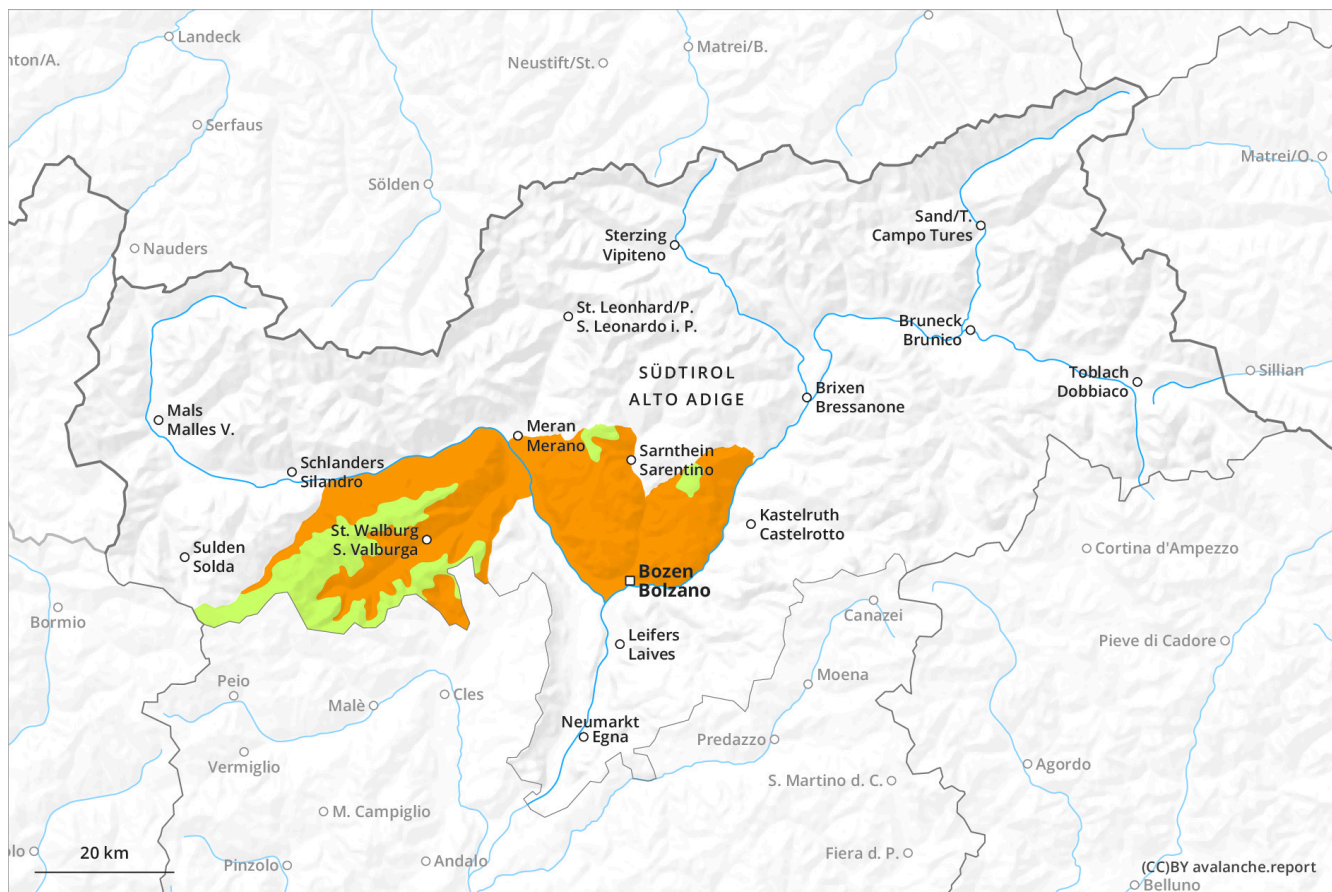 Landeck
nton/A.
Neustift/St.
Matrei/B.
Serfaus
Matrei/O.
Sölden
Nauders
Sand/T.
Campo Tures
Sterzing
Vipiteno
St. Leonhard/P.
S. Leonardo i. P.
Bruneck
Brunico
SÜDTIROL
ALTO ADIGE
Toblach
Dobbiaco
Sillian
Brixen
Bressanone
Mals
Malles V.
Meran
Merano
Schlanders
Silandro
Sarnthein
Sarentino
St. Walburg
S. Valburga
Kastelruth
Castelrotto
Sulden
Solda
Cortina d'Ampezzo
Bozen
Bolzano
Bormio
Canazei
Leifers
Laives
Pieve di Cadore
Peio
Moena
Malè
Cles
Neumarkt
Egna
Predazzo
Vermiglio
Agordo
S. Martino d. C.
M. Campiglio
20 km
olo
Pinzolo
Andalo
Fiera d. P.
(CC)BY avalanche.report
Belluno